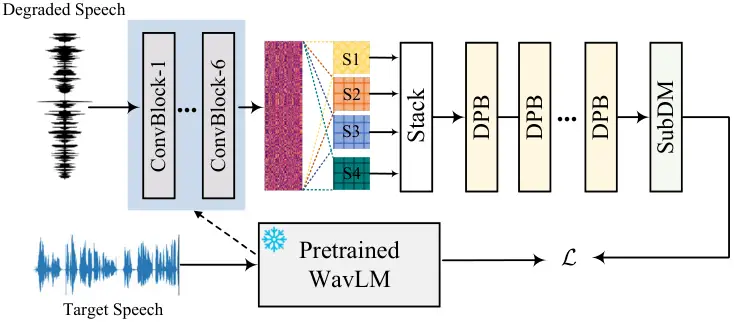 Degraded Speech
ConvBlock-1
...
ConvBlock-6
S1
S2
S3
S4
Stack
DPB
DPB
...
DPB
SubDM
Pretrained
WavLM
ℒ
Target Speech